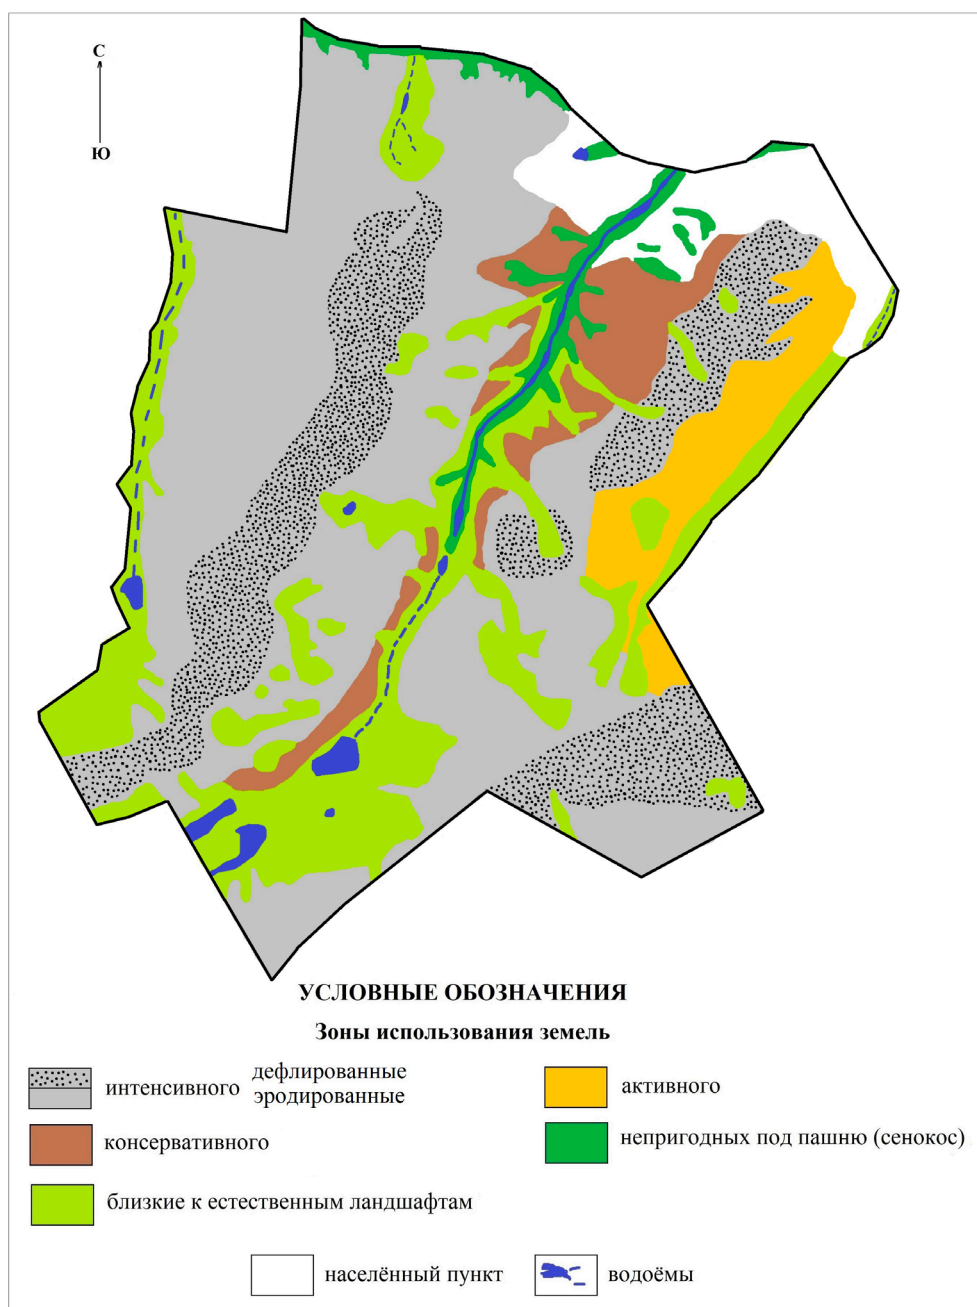 С
Ю
УСЛОВНЫЕ ОБОЗНАЧЕНИЯ
Зоны использования земель
интенсивного дефлированные
эродированные
активного
консервативного
непригодных под пашню (сенокос)
близкие к естественным ландшафтам
населённый пункт
водоёмы